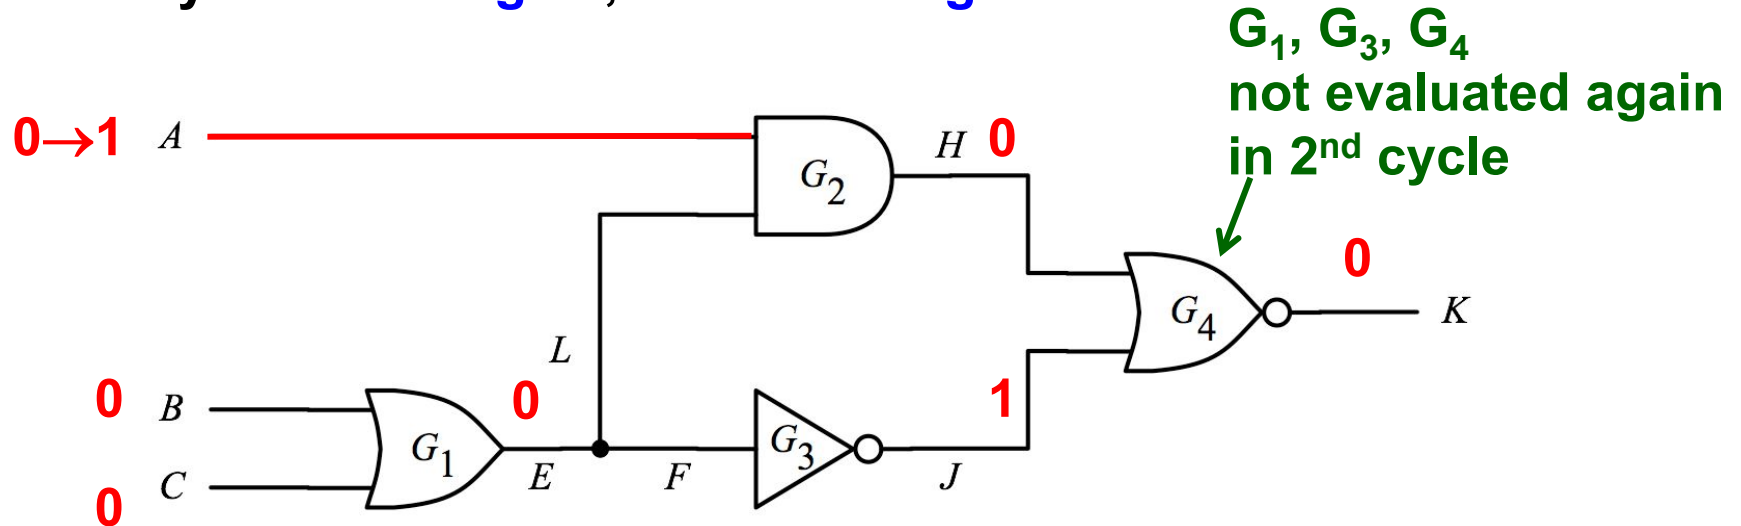 G1, G3, G4
not evaluated again
in 2nd cycle
0→1 A
G2
H 0
0
G4
K
L
0 B
0
1
G1
G3
C
E
F
J
0